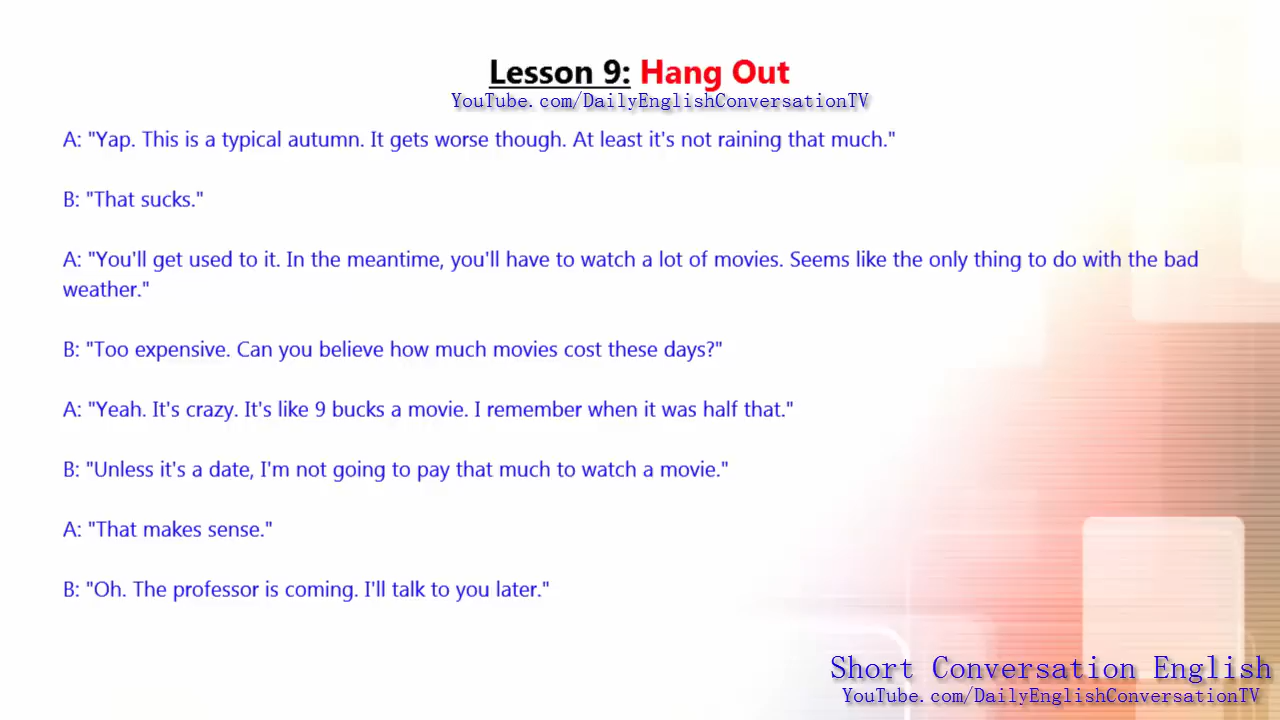 Lesson 9: Hang Out
YouTube.com/DailyEnglishConversationTV
A: "Yap. This is a typical autumn. It gets worse though. At least it's not raining that much."
B: "That sucks."
A: "You'll get used to it. In the meantime, you'll have to watch a lot of movies. Seems like the only thing to do with the bad
weather."
B: "Too expensive. Can you believe how much movies cost these days?"
A: "Yeah. It's crazy. It's like 9 bucks a movie. I remember when it was half that."
B: "Unless it's a date, I'm not going to pay that much to watch a movie."
A: "That makes sense."
B: "Oh. The professor is coming. I'll talk to you later."
Short Conversation English
YouTube.com/DailyEnglishConversationTV